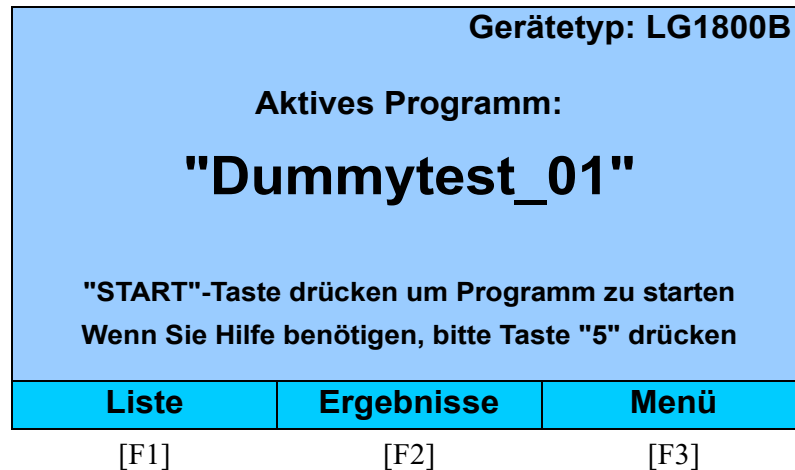 Gerätetyp: LG1800B
Aktives Programm:
"Dummytest_01"
"START"-Taste drücken um Programm zu starten
Wenn Sie Hilfe benötigen, bitte Taste "5" drücken
Liste Ergebnisse Menü
[F1] [F2] [F3]